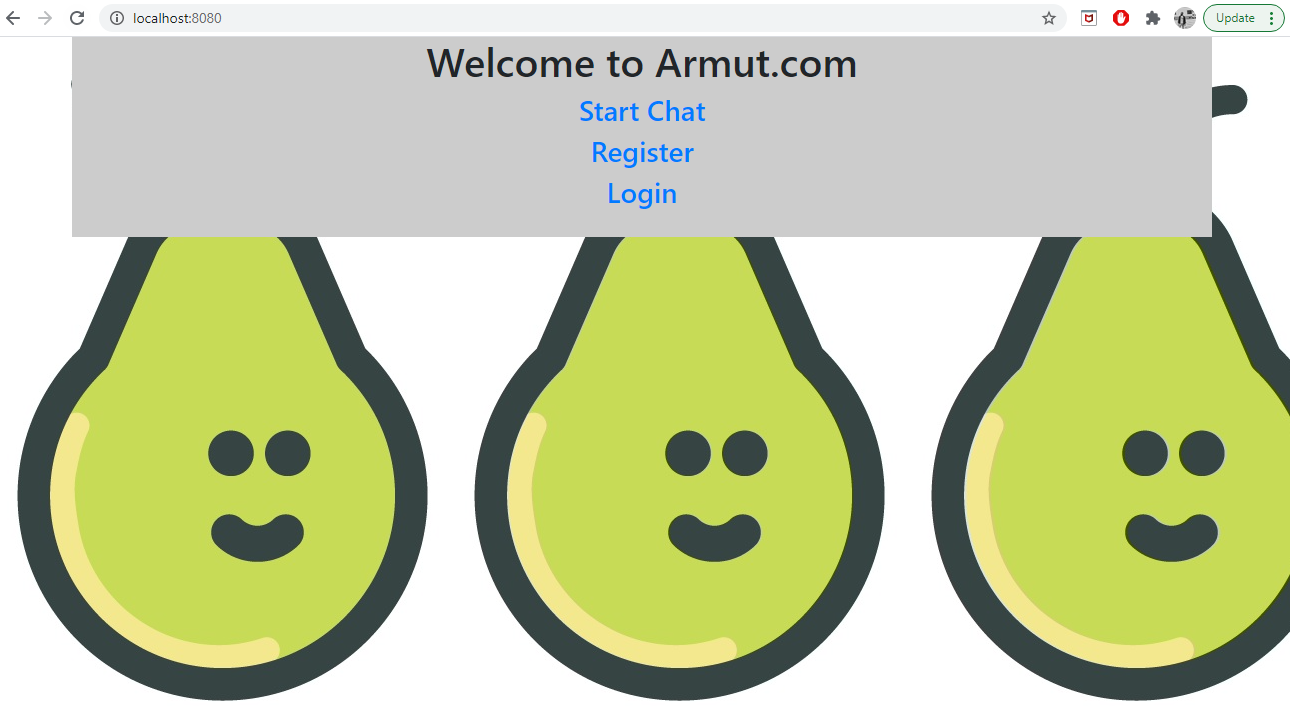 localhost:8080
Update
Welcome to Armut.com
Start Chat
Register
Login